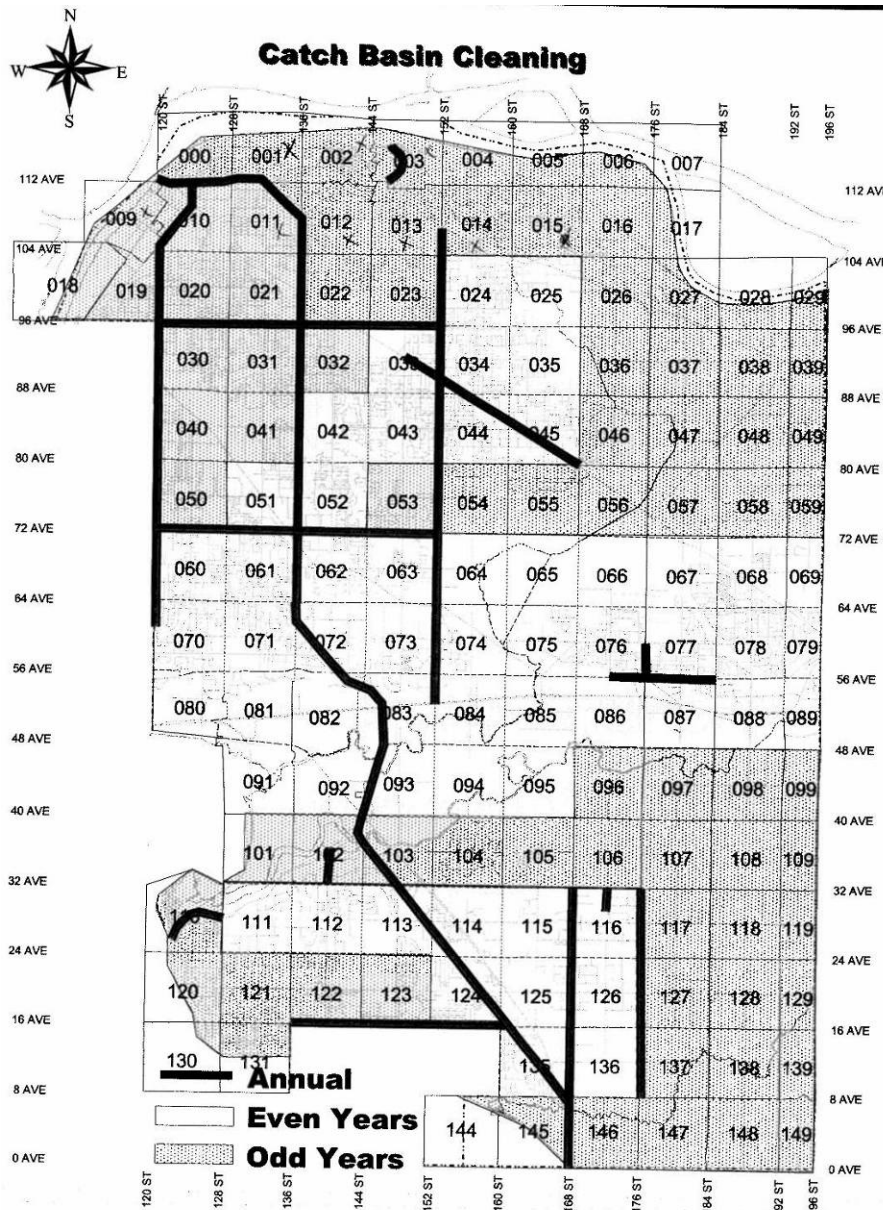 N
W E
S
Catch Basin Cleaning
120 ST 128 ST 136 ST 144 ST 152 ST 160 ST 168 ST 176 ST 184 ST 192 ST 196 ST
000 001 002 003 004 005 006 007
112 AVE 112 AVE
009 010 011 012 013 014 015 016 017
104 AVE 104 AVE
018 019 020 021 022 023 024 025 026 027 028 029
96 AVE 96 AVE
030 031 032 034 035 036 037 038 039
88 AVE 88 AVE
040 041 042 043 044 045 046 047 048 049
80 AVE 80 AVE
050 051 052 053 054 055 056 057 058 059
72 AVE 72 AVE
060 061 062 063 064 065 066 067 068 069
64 AVE 64 AVE
070 071 072 073 074 075 076 077 078 079
56 AVE 56 AVE
080 081 082 083 084 085 086 087 088 089
48 AVE 48 AVE
091 092 093 094 095 096 097 098 099
40 AVE 40 AVE
101 102 103 104 105 106 107 108 109
32 AVE 32 AVE
111 112 113 114 115 116 117 118 119
24 AVE 24 AVE
120 121 122 123 124 125 126 127 128 129
16 AVE 16 AVE
130 131 135 136 137 138 139
Annual
8 AVE 8 AVE
Even Years
144 145 146 147 148 149
Odd Years
0 AVE 0 AVE
120 ST 128 ST 136 ST 144 ST 152 ST 160 ST 168 ST 176 ST 184 ST 192 ST 196 ST